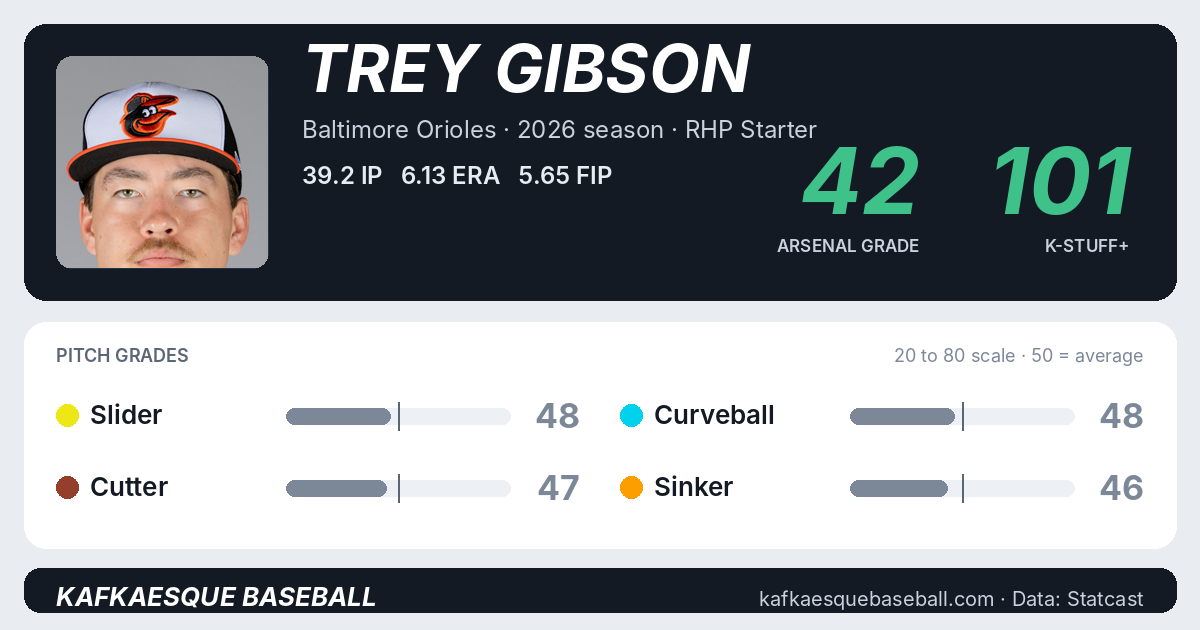 TREY GIBSON
Baltimore Orioles · 2026 season · RHP Starter
39.2 IP 6.13 ERA 5.65 FIP
42 101
ARSENAL GRADE K-STUFF+
PITCH GRADES 20 to 80 scale · 50 = average
Slider 48 Curveball 48
Cutter 47 Sinker 46
KAFKAESQUE BASEBALL kafkaesquebaseball.com · Data: Statcast